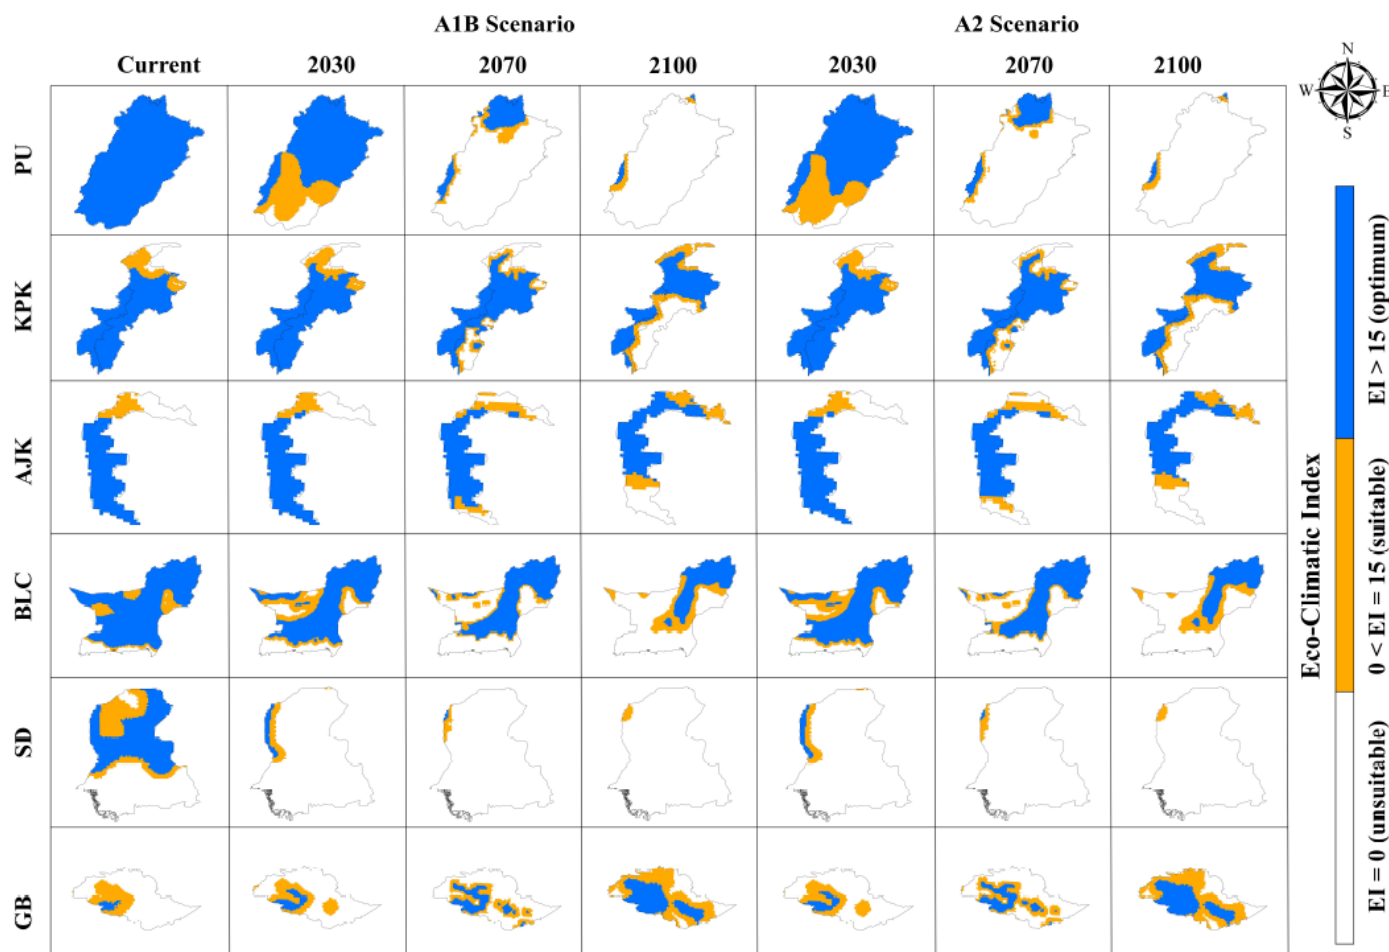 A1B Scenario A2 Scenario
Current 2030 2070 2100 2030 2070 2100
N
W E
S
PU
KPK
AJK
BLC
SD
GB
Eco-Climatic Index
EI > 15 (optimum)
0 < EI = 15 (suitable)
EI = 0 (unsuitable)